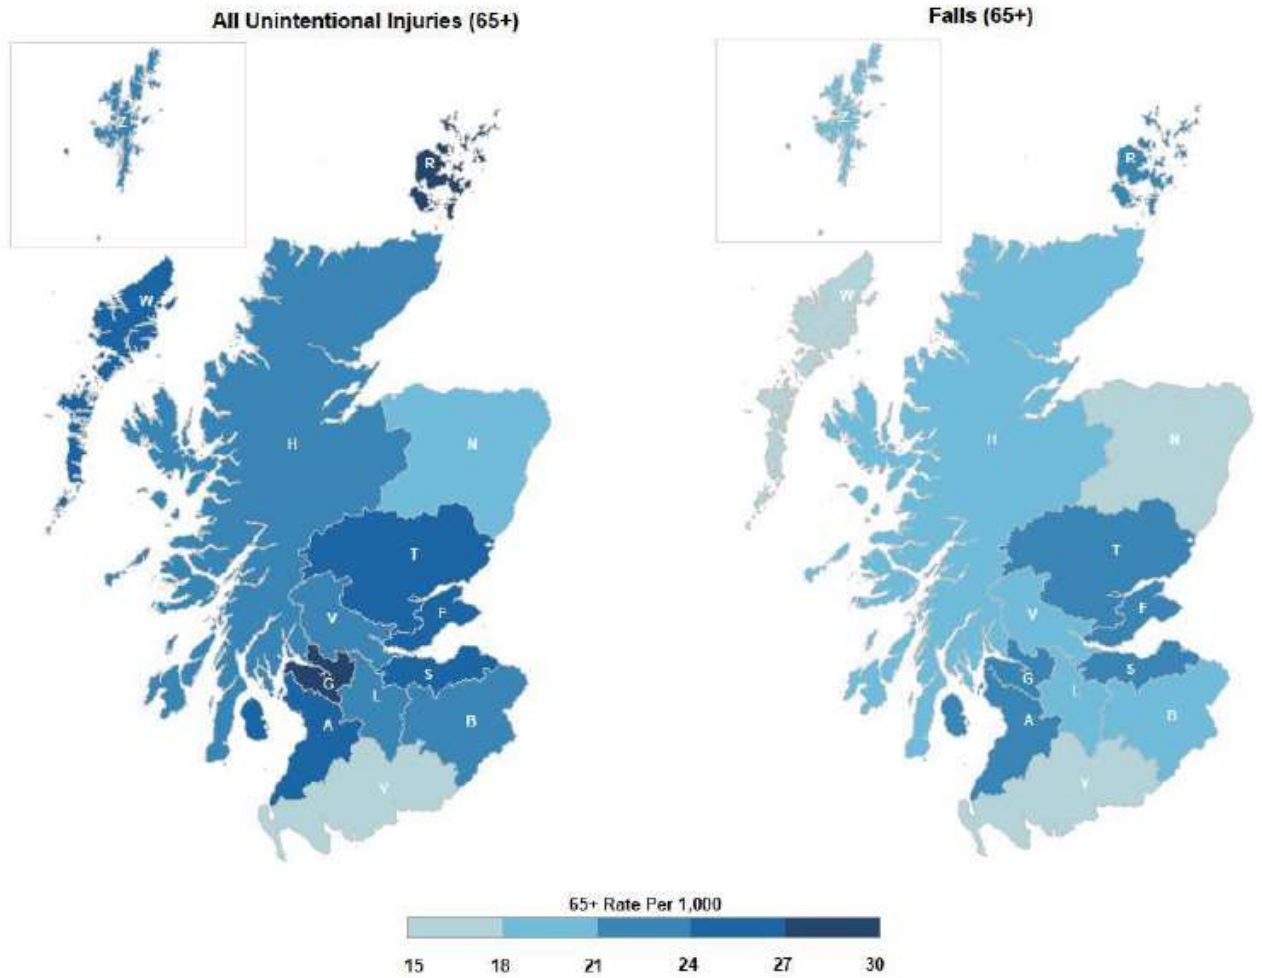 All Unintentional Injuries (65+)
Falls (65+)
Z
R
W
H
N
T
F
V
G
S
L
A
B
Y
Z
R
W
H
N
T
F
V
G
S
L
A
B
Y
65+ Rate Per 1,000
15 18 21 24 27 30